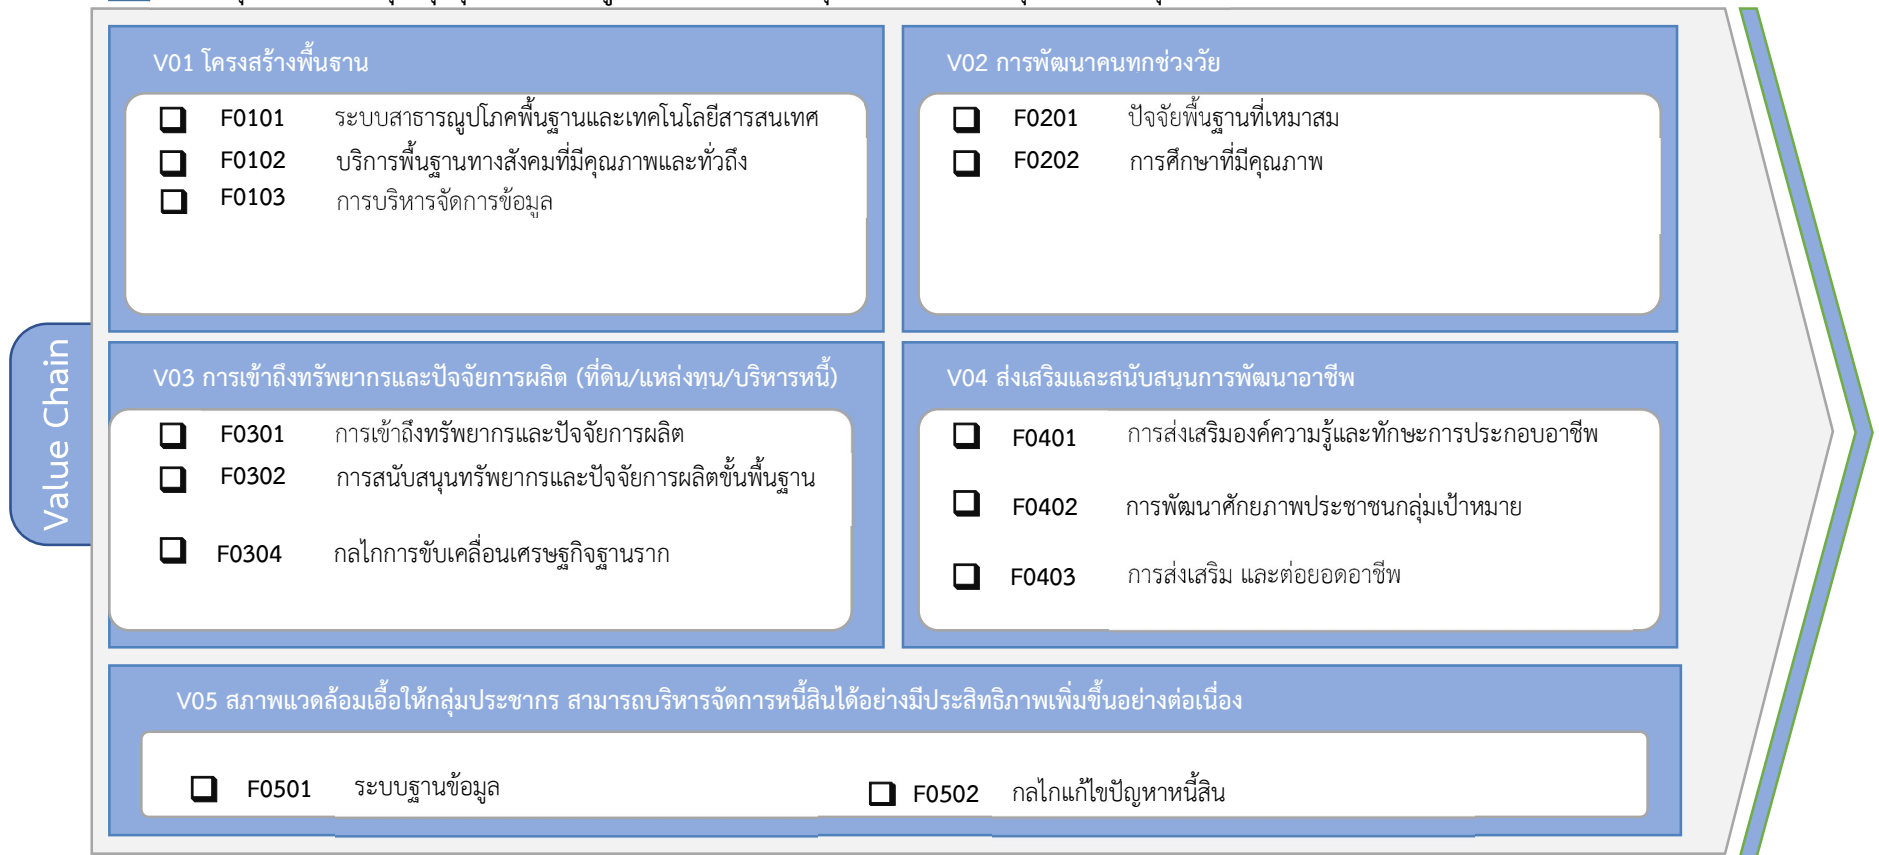 V01 โครงสร้างพื้นฐาน
F0101 ระบบสาธารณูปโภคพื้นฐานและเทคโนโลยีสารสนเทศ
F0102 บริการพื้นฐานทางสังคมที่มีคุณภาพและทั่วถึง
F0103 การบริหารจัดการข้อมูล
V02 การพัฒนาคนทุกช่วงวัย
F0201 ปัจจัยพื้นฐานที่เหมาสม
F0202 การศึกษาที่มีคุณภาพ
Value Chain
V03 การเข้าถึงทรัพยากรและปัจจัยการผลิต (ที่ดิน/แหล่งทุน/บริหารหนี้)
F0301 การเข้าถึงทรัพยากรและปัจจัยการผลิต
F0302 การสนับสนุนทรัพยากรและปัจจัยการผลิตขั้นพื้นฐาน
F0304 กลไกการขับเคลื่อนเศรษฐกิจฐานราก
V04 ส่งเสริมและสนับสนุนการพัฒนาอาชีพ
F0401 การส่งเสริมองค์ความรู้และทักษะการประกอบอาชีพ
F0402 การพัฒนาศักยภาพประชาชนกลุ่มเป้าหมาย
F0403 การส่งเสริม และต่อยอดอาชีพ
V05 สภาพแวดล้อมเอื้อให้กลุ่มประชากร สามารถบริหารจัดการหนี้สินได้อย่างมีประสิทธิภาพเพิ่มขึ้นอย่างต่อเนื่อง
F0501 ระบบฐานข้อมูล
F0502 กลไกแก้ไขปัญหาหนี้สิน